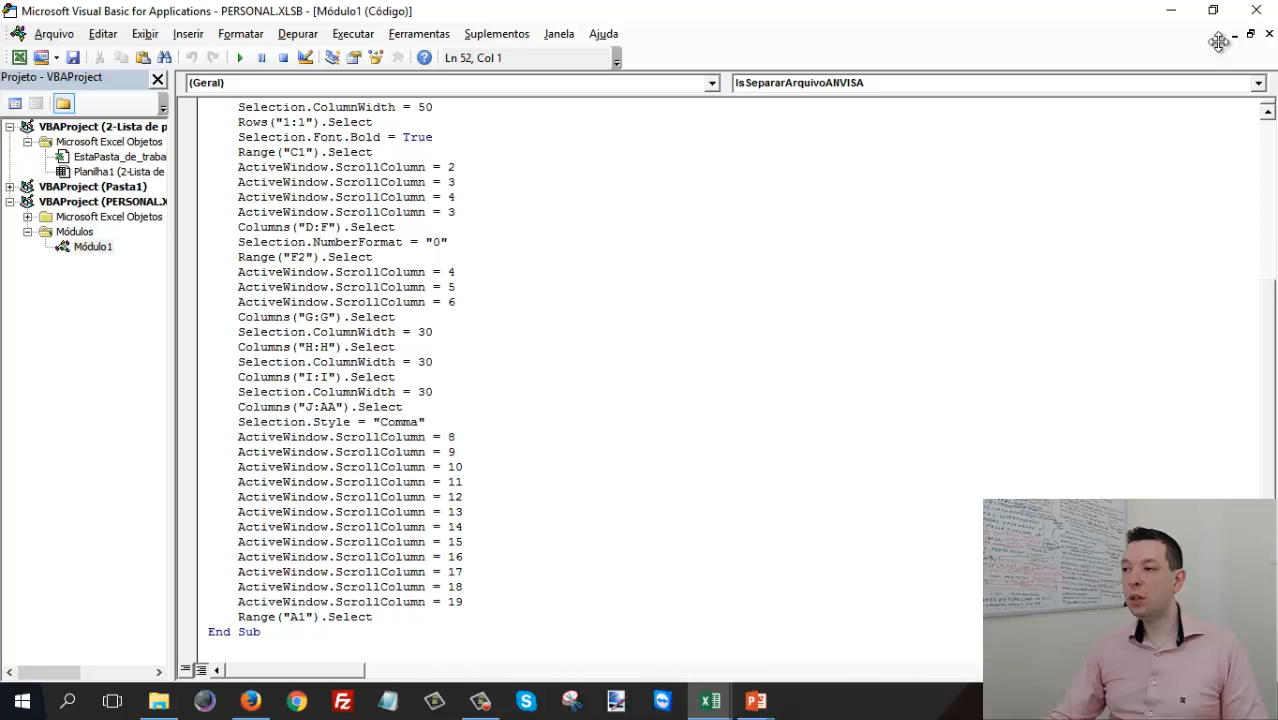 Microsoft Visual Basic for Applications - PERSONAL.XLSB - [Módulo1 (Código)]
Arquivo Editar Exibir Inserir Formatar Depurar Executar Ferramentas Suplementos Janela Ajuda
Ln 52, Col 1
Projeto - VBAProject
(Geral)
IsSepararArquivoANVISA
VBAProject (2-Lista de p
Microsoft Excel Objetos
EstaPasta_de_traba
Planilha1 (2-Lista de
VBAProject (Pasta1)
VBAProject (PERSONAL.X
Microsoft Excel Objetos
Módulos
Módulo1
Selection.ColumnWidth = 50
Rows("1:1").Select
Selection.Font.Bold = True
Range("C1").Select
ActiveWindow.ScrollColumn = 2
ActiveWindow.ScrollColumn = 3
ActiveWindow.ScrollColumn = 4
ActiveWindow.ScrollColumn = 3
Columns("D:F").Select
Selection.NumberFormat = "0"
Range("F2").Select
ActiveWindow.ScrollColumn = 4
ActiveWindow.ScrollColumn = 5
ActiveWindow.ScrollColumn = 6
Columns("G:G").Select
Selection.ColumnWidth = 30
Columns("H:H").Select
Selection.ColumnWidth = 30
Columns("I:I").Select
Selection.ColumnWidth = 30
Columns("J:AA").Select
Selection.Style = "Comma"
ActiveWindow.ScrollColumn = 8
ActiveWindow.ScrollColumn = 9
ActiveWindow.ScrollColumn = 10
ActiveWindow.ScrollColumn = 11
ActiveWindow.ScrollColumn = 12
ActiveWindow.ScrollColumn = 13
ActiveWindow.ScrollColumn = 14
ActiveWindow.ScrollColumn = 15
ActiveWindow.ScrollColumn = 16
ActiveWindow.ScrollColumn = 17
ActiveWindow.ScrollColumn = 18
ActiveWindow.ScrollColumn = 19
Range("A1").Select
End Sub